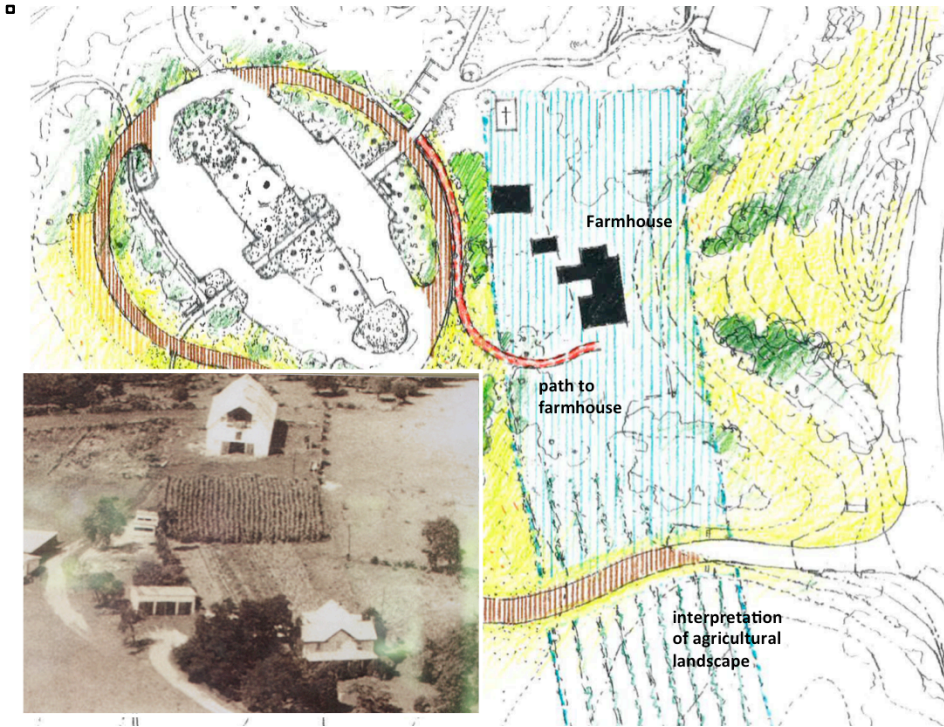 Farmhouse
path to
farmhouse
interpretation
of agricultural
landscape